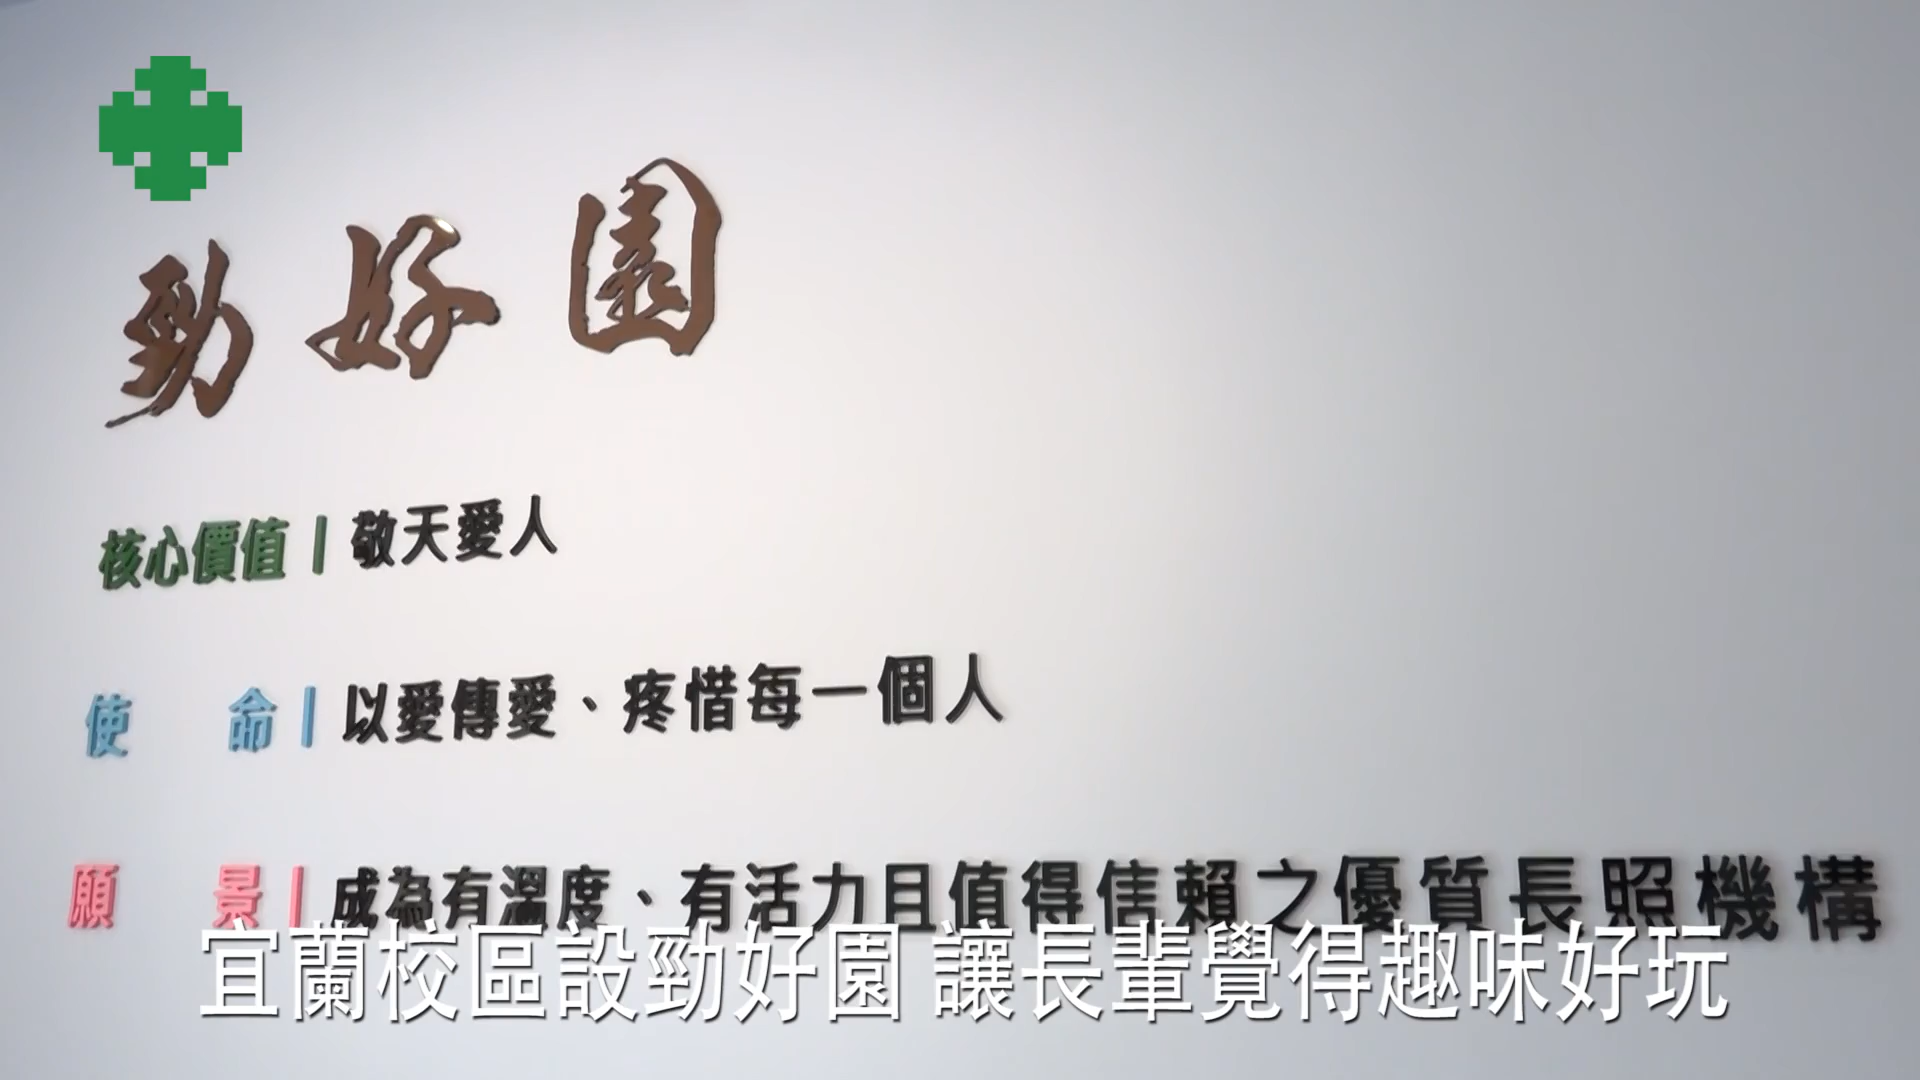 勁好園
核心價值|敬天愛人
使命|以愛傳愛、疼惜每一個人
願景|成為有溫度、有活力且值得信賴之優質長照機構
宜蘭校區設勁好園 讓長輩覺得趣味好玩